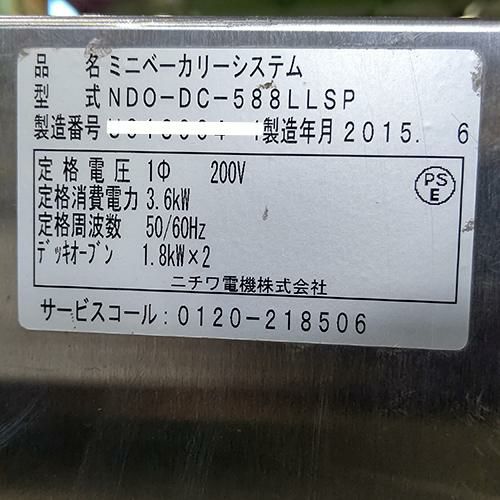 品名 ミニベーカリーシステム
型式 NDO-DC-588LLSP
製造番号 製造年月 2015. 6
定格電圧 1Φ 200V
定格消費電力 3.6kW
定格周波数 50/60Hz
デッキオーブン 1.8kW×2
PS
E
ニチワ電機株式会社
サービスコール:0120-218506